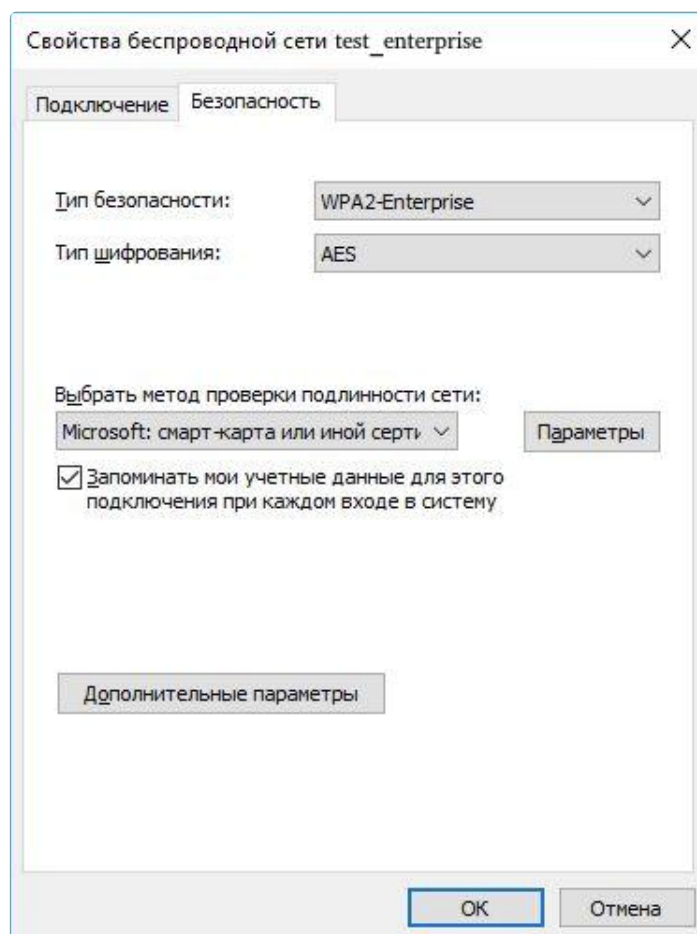 Свойства беспроводной сети test_enterprise
Подключение
Безопасность
Тип безопасности:
WPA2-Enterprise
Тип шифрования:
AES
Выбрать метод проверки подлинности сети:
Microsoft: смарт-карта или иной серти
Параметры
Запоминать мои учетные данные для этого
подключения при каждом входе в систему
Дополнительные параметры
ОК
Отмена